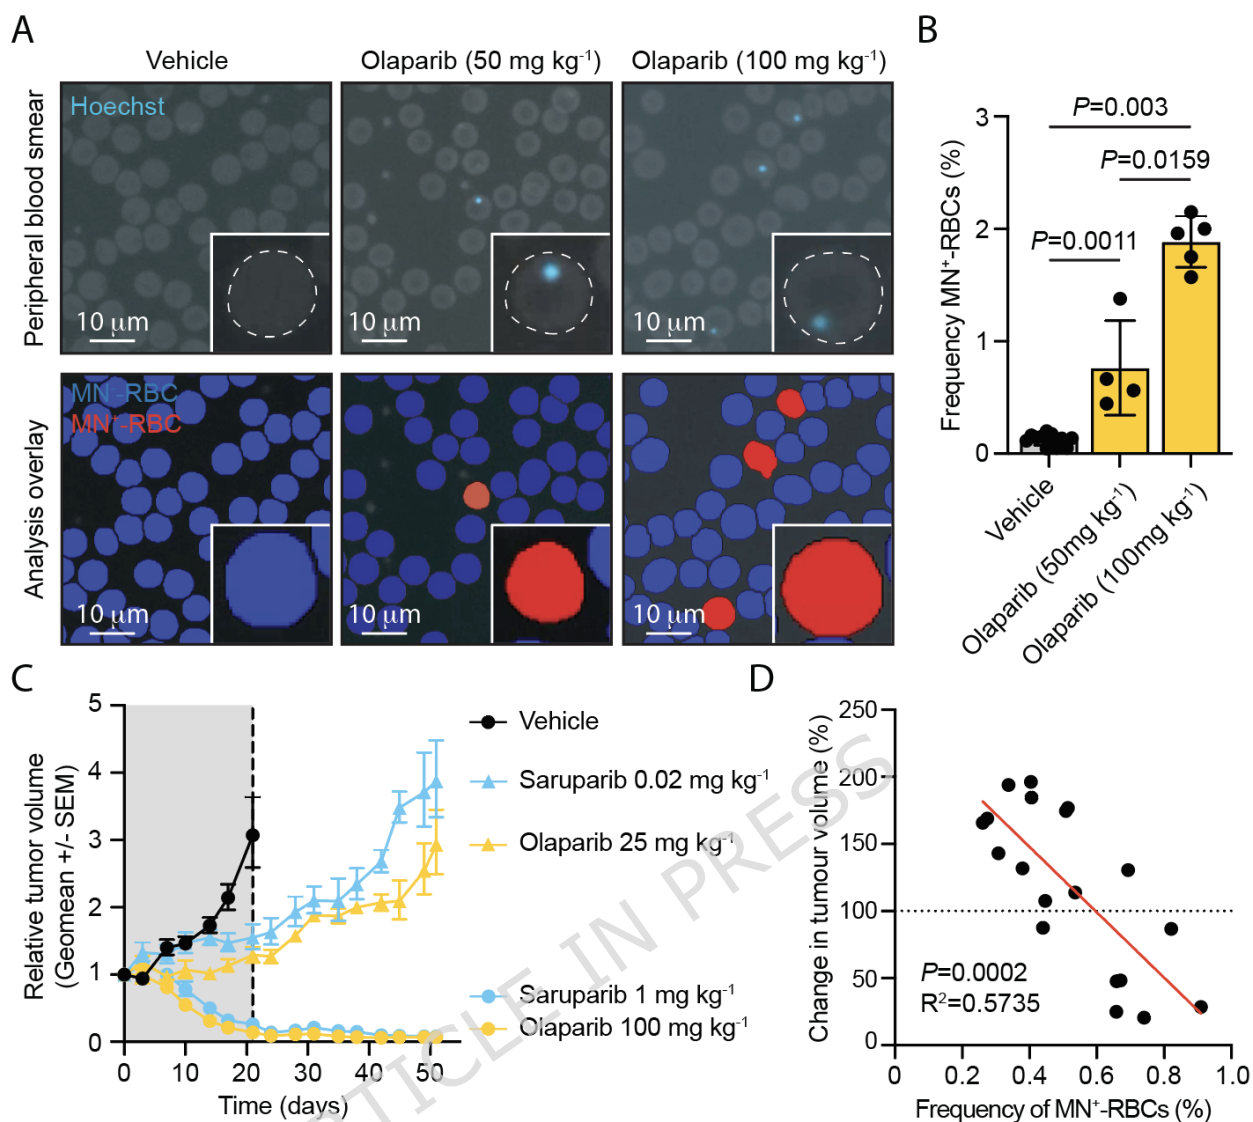 A
Vehicle
Olaparib (50 mg kg⁻¹)
Olaparib (100 mg kg⁻¹)
Peripheral blood smear
Hoechst
10 µm
10 µm
10 µm
Analysis overlay
MN⁻-RBC
MN⁺-RBC
10 µm
10 µm
10 µm
B
Frequency MN⁺-RBCs (%)
3
2
1
0
P=0.003
P=0.0159
P=0.0011
Vehicle
Olaparib (50mg kg⁻¹)
Olaparib (100mg kg⁻¹)
C
Relative tumor volume
(Geomean +/- SEM)
5
4
3
2
1
0
0 10 20 30 40 50
Time (days)
Vehicle
Saruparib 0.02 mg kg⁻¹
Olaparib 25 mg kg⁻¹
Saruparib 1 mg kg⁻¹
Olaparib 100 mg kg⁻¹
D
Change in tumour volume (%)
250
200
150
100
50
0
P=0.0002
R²=0.5735
0 0.2 0.4 0.6 0.8 1.0
Frequency of MN⁺-RBCs (%)
TICLE IN PRESS